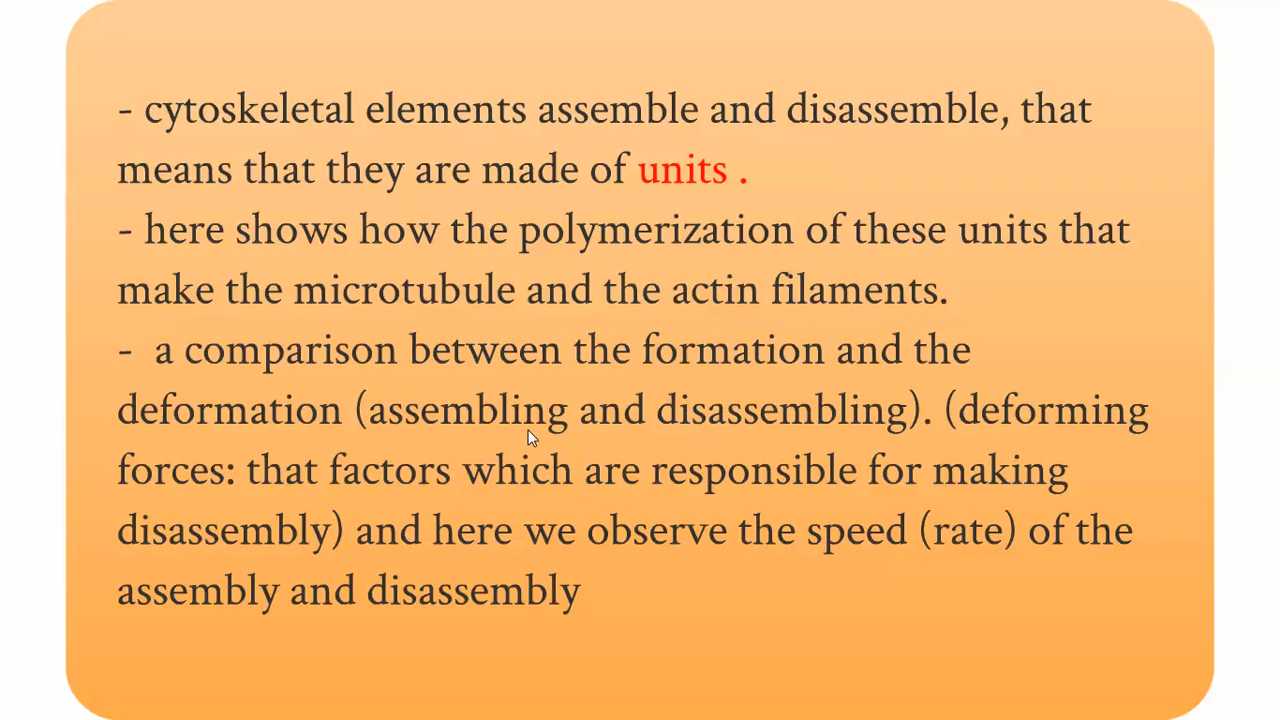 - cytoskeletal elements assemble and disassemble, that
means that they are made of units .
- here shows how the polymerization of these units that
make the microtubule and the actin filaments.
-  a comparison between the formation and the
deformation (assembling and disassembling). (deforming
forces: that factors which are responsible for making
disassembly) and here we observe the speed (rate) of the
assembly and disassembly